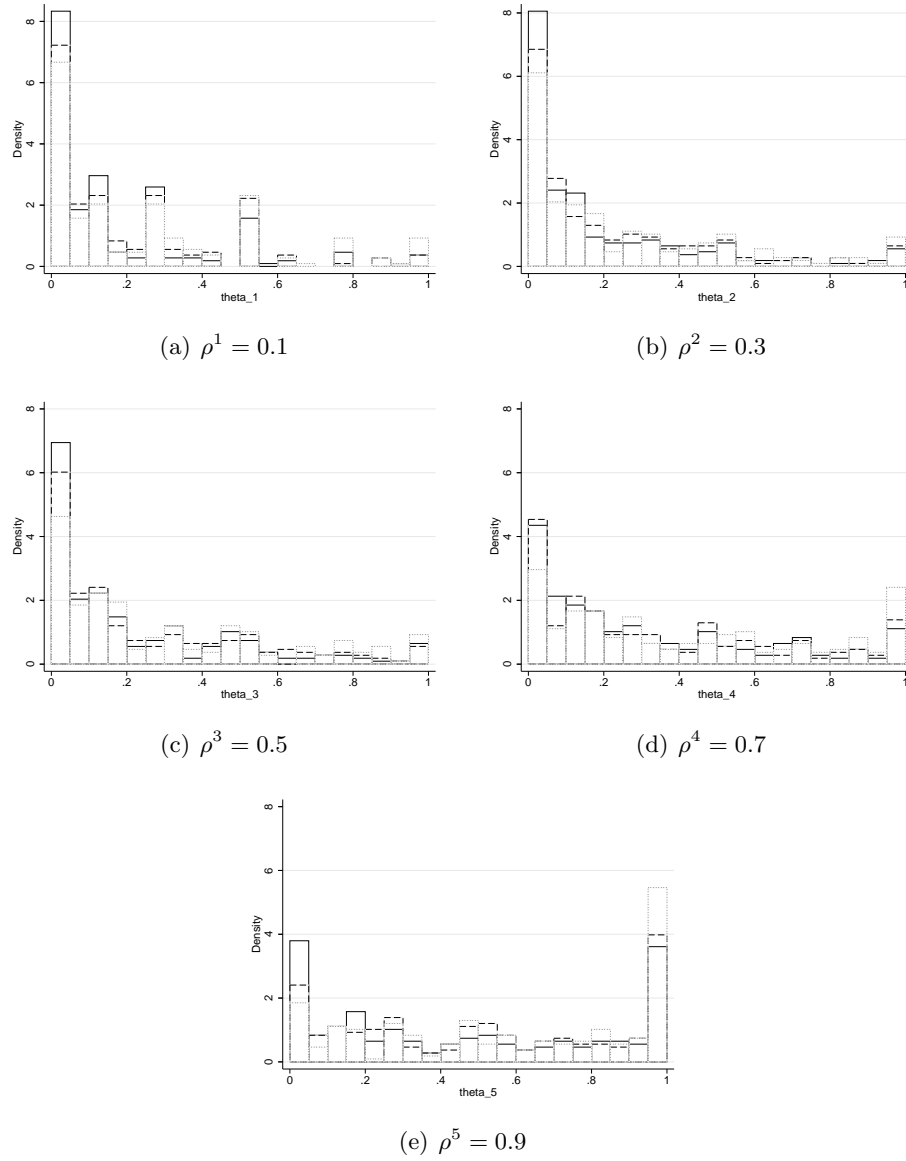 8
6
4
2
0
Density
0 .2 .4 .6 .8 1
theta_1
(a) ρ¹ = 0.1
8
6
4
2
0
Density
0 .2 .4 .6 .8 1
theta_2
(b) ρ² = 0.3
8
6
4
2
0
Density
0 .2 .4 .6 .8 1
theta_3
(c) ρ³ = 0.5
8
6
4
2
0
Density
0 .2 .4 .6 .8 1
theta_4
(d) ρ⁴ = 0.7
8
6
4
2
0
Density
0 .2 .4 .6 .8 1
theta_5
(e) ρ⁵ = 0.9